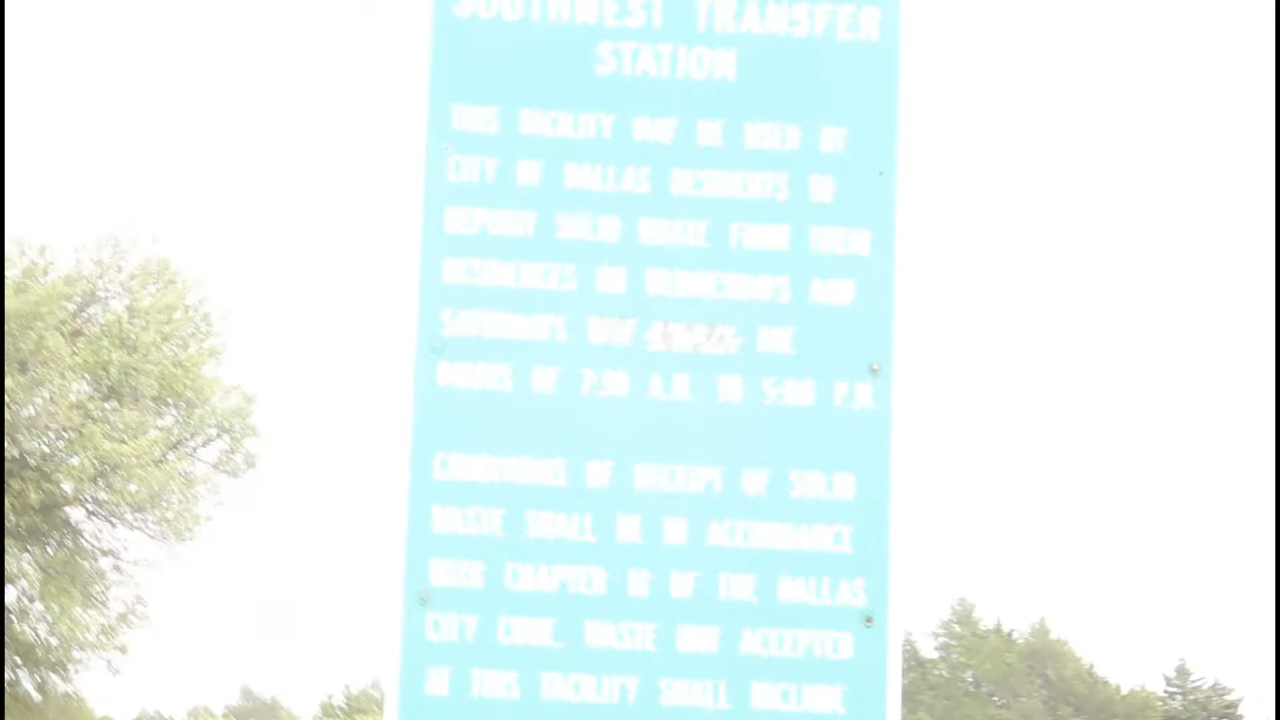 SOUTHWEST TRANSFER
STATION
THIS FACILITY MAY BE USED BY
CITY OF DALLAS RESIDENTS TO
DEPOSIT SOLID WASTE FROM THEIR
RESIDENCES ON WEDNESDAYS AND
SATURDAYS
HOURS OF 7:30 A.M. TO 5:00 P.M.
CONDITIONS OF RECEIPT OF SOLID
WASTE SHALL BE IN ACCORDANCE
WITH CHAPTER 18 OF THE DALLAS
CITY CODE. WASTE NOT ACCEPTED
AT THIS FACILITY SHALL INCLUDE